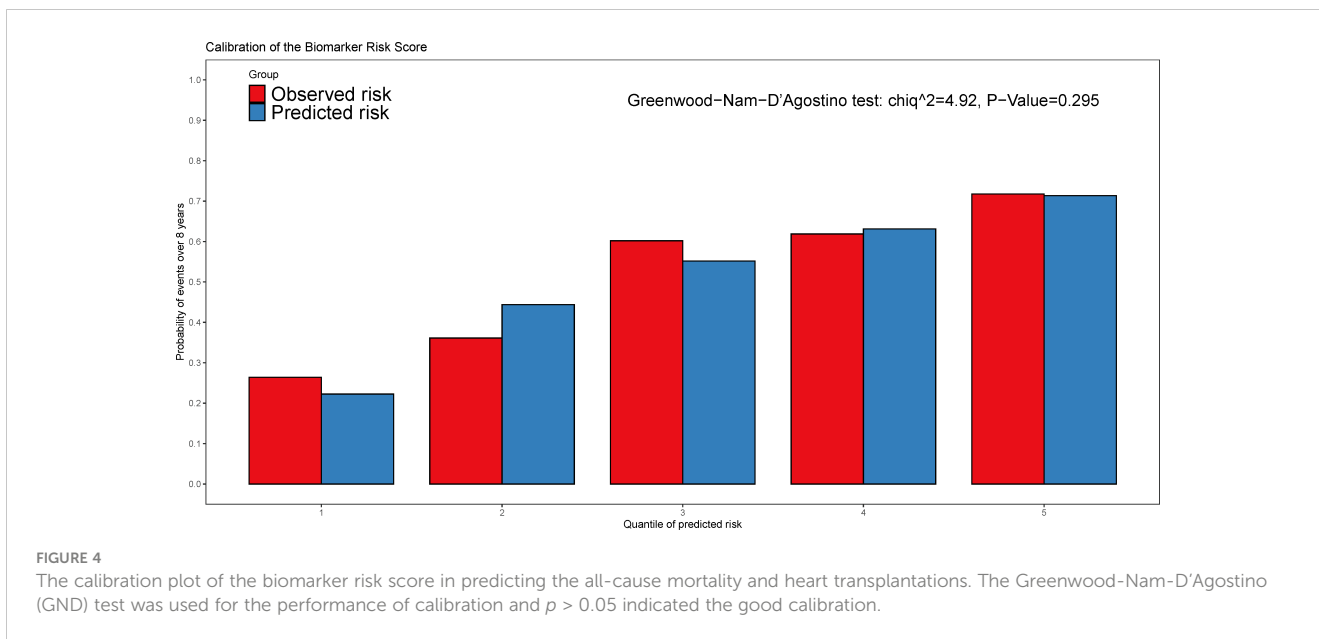 Calibration of the Biomarker Risk Score
Group
Observed risk
Predicted risk
Greenwood−Nam−D'Agostino test: chiq^2=4.92, P−Value=0.295
Probability of events over 8 years
1.0
0.9
0.8
0.7
0.6
0.5
0.4
0.3
0.2
0.1
0.0
1 2 3 4 5
Quantile of predicted risk
FIGURE 4
The calibration plot of the biomarker risk score in predicting the all-cause mortality and heart transplantations. The Greenwood-Nam-D'Agostino
(GND) test was used for the performance of calibration and p > 0.05 indicated the good calibration.